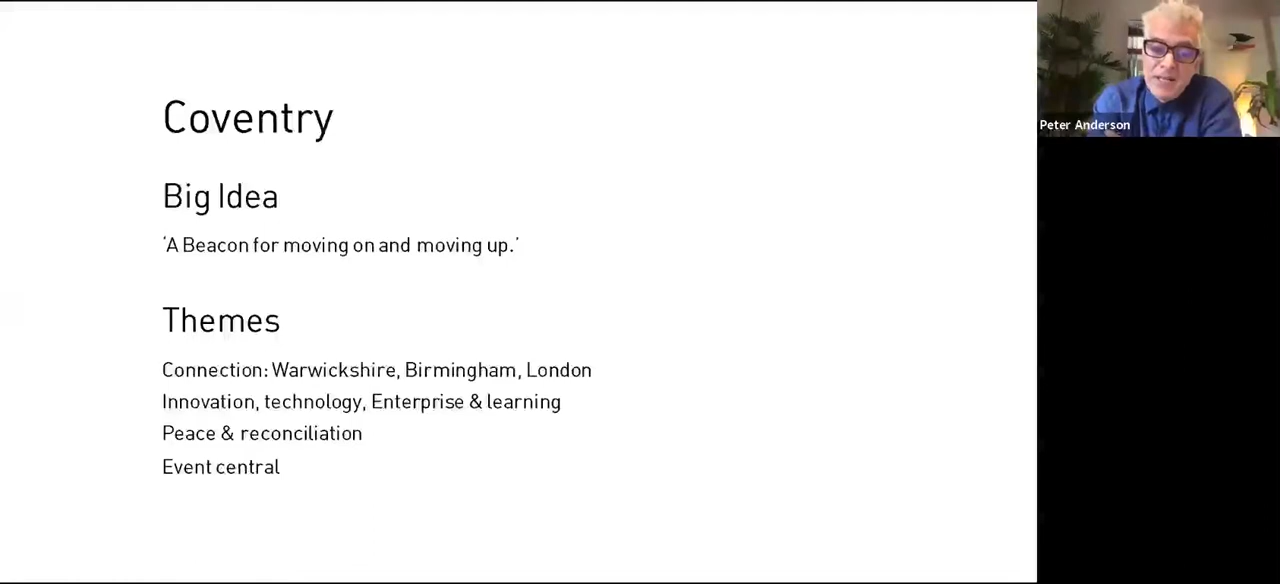 Coventry
Big Idea
‘A Beacon for moving on and moving up.’
Themes
Connection: Warwickshire, Birmingham, London
Innovation, technology, Enterprise & learning
Peace & reconciliation
Event central
Peter Anderson